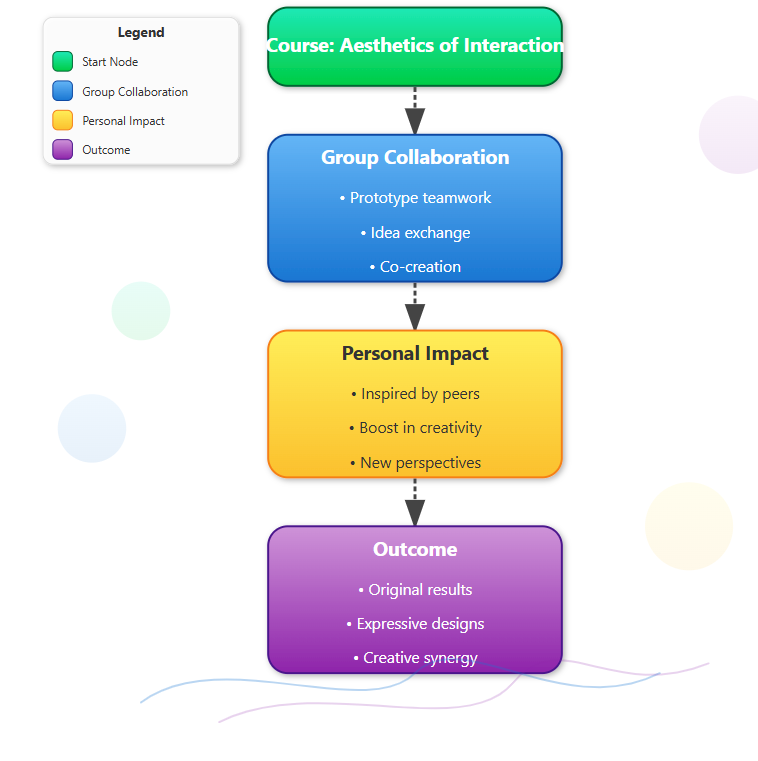 Legend
Start Node
Group Collaboration
Personal Impact
Outcome
Course: Aesthetics of Interaction
Group Collaboration
• Prototype teamwork
• Idea exchange
• Co-creation
Personal Impact
• Inspired by peers
• Boost in creativity
• New perspectives
Outcome
• Original results
• Expressive designs
• Creative synergy